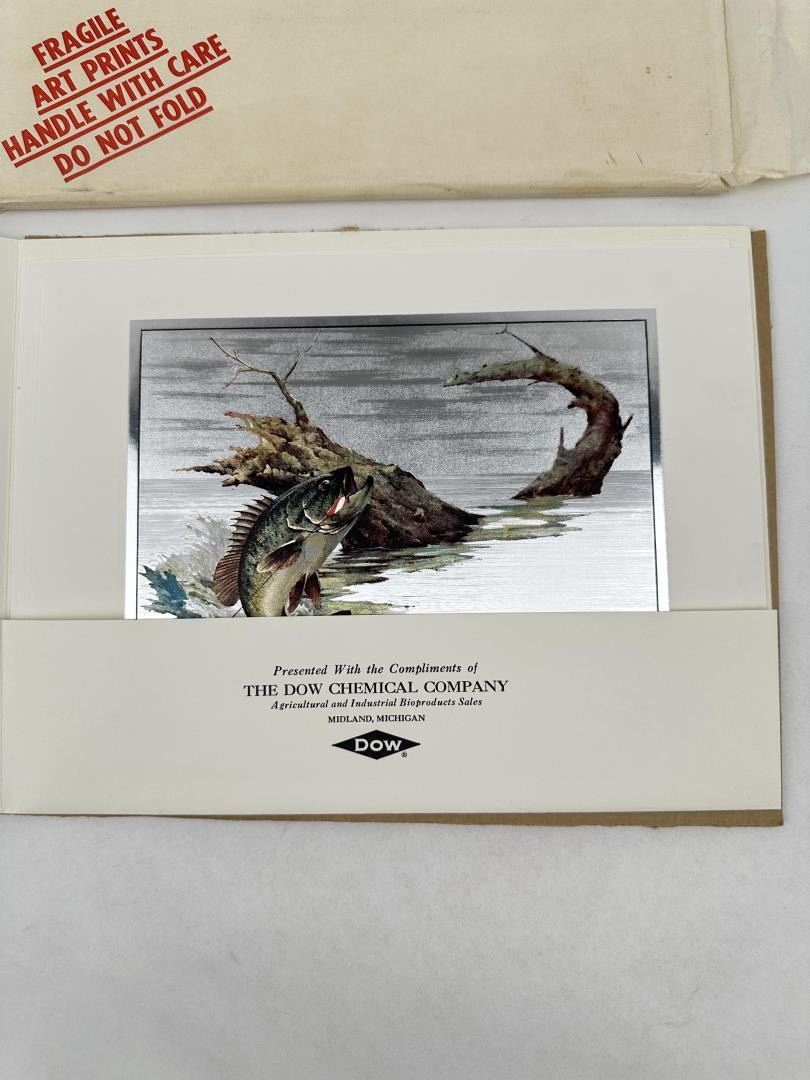 FRAGILE
ART PRINTS
HANDLE WITH CARE
DO NOT FOLD
Presented With the Compliments of
THE DOW CHEMICAL COMPANY
Agricultural and Industrial Bioproducts Sales
MIDLAND, MICHIGAN
DOW ®